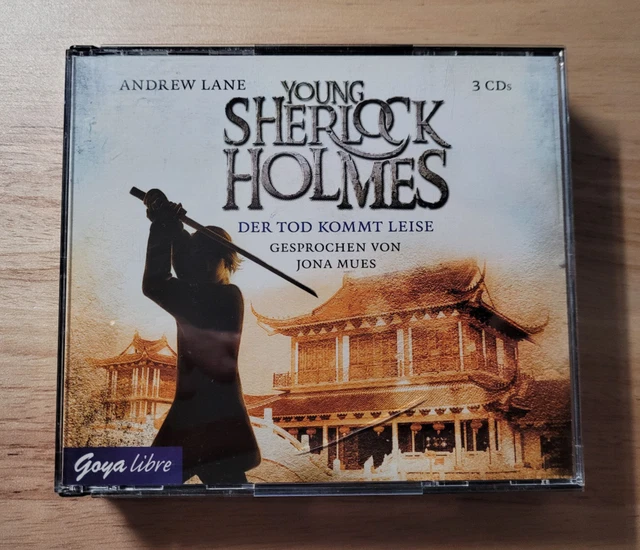 ANDREW LANE
3 CDs
YOUNG
SHERLOCK
HOLMES
DER TOD KOMMT LEISE
GESPROCHEN VON
JONA MUES
Goya libre